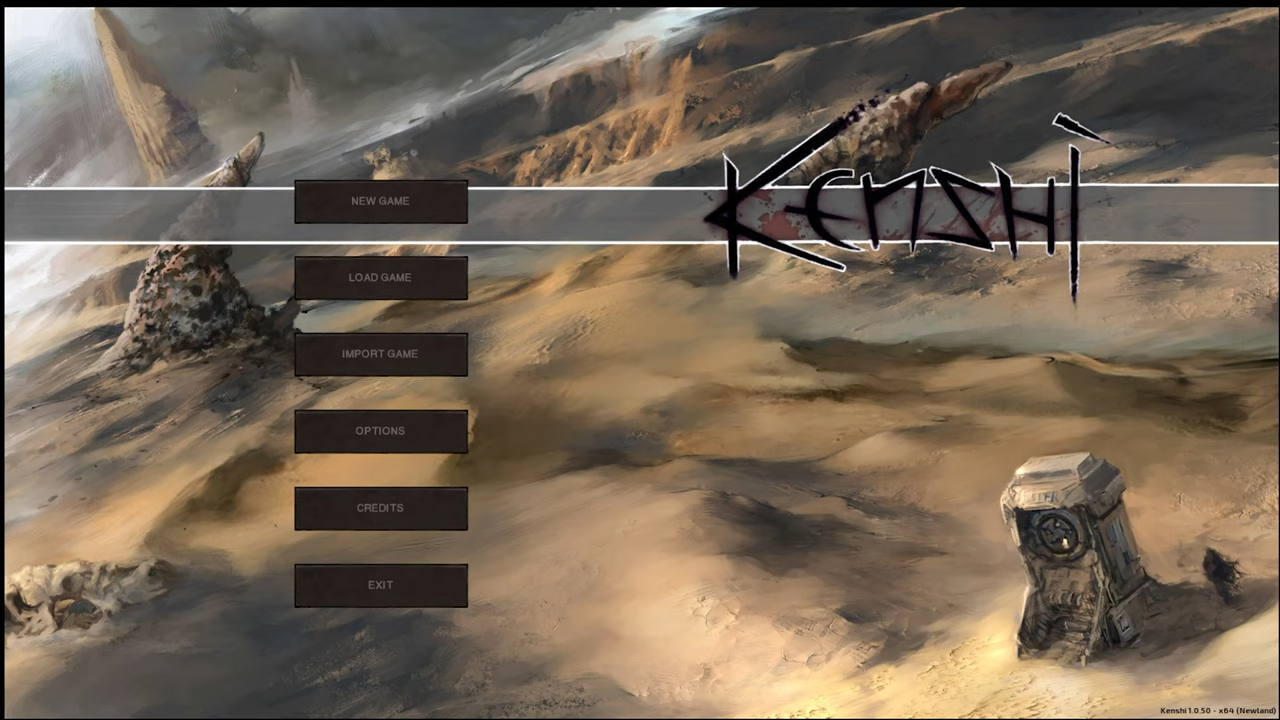 KENSHI
NEW GAME
LOAD GAME
IMPORT GAME
OPTIONS
CREDITS
EXIT
Kenshi 1.0.50 - x64 (Newland)